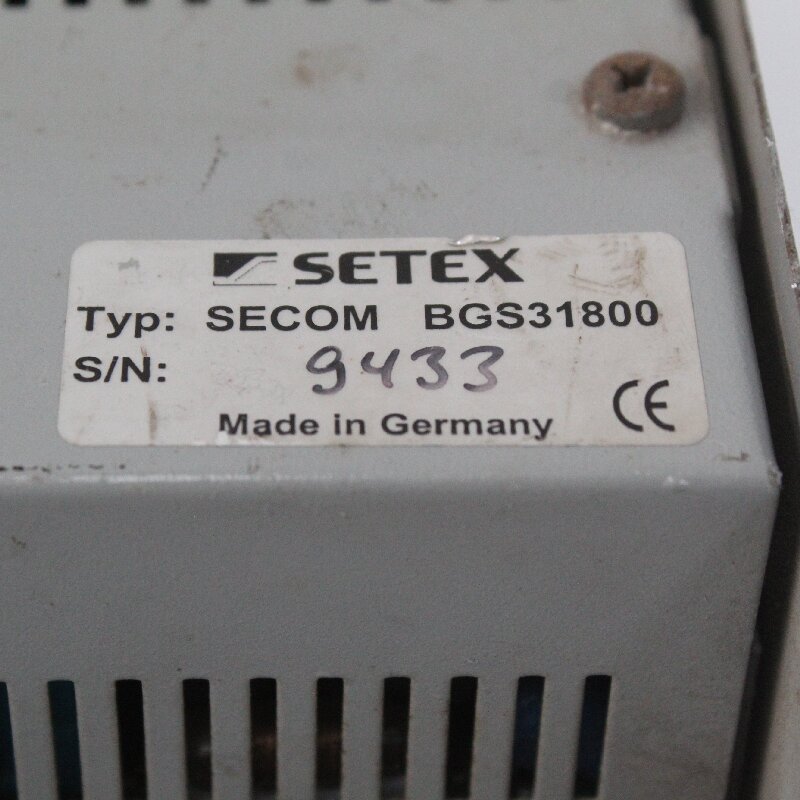 SETEX
Typ: SECOM BGS31800
S/N: 9433
Made in Germany CE